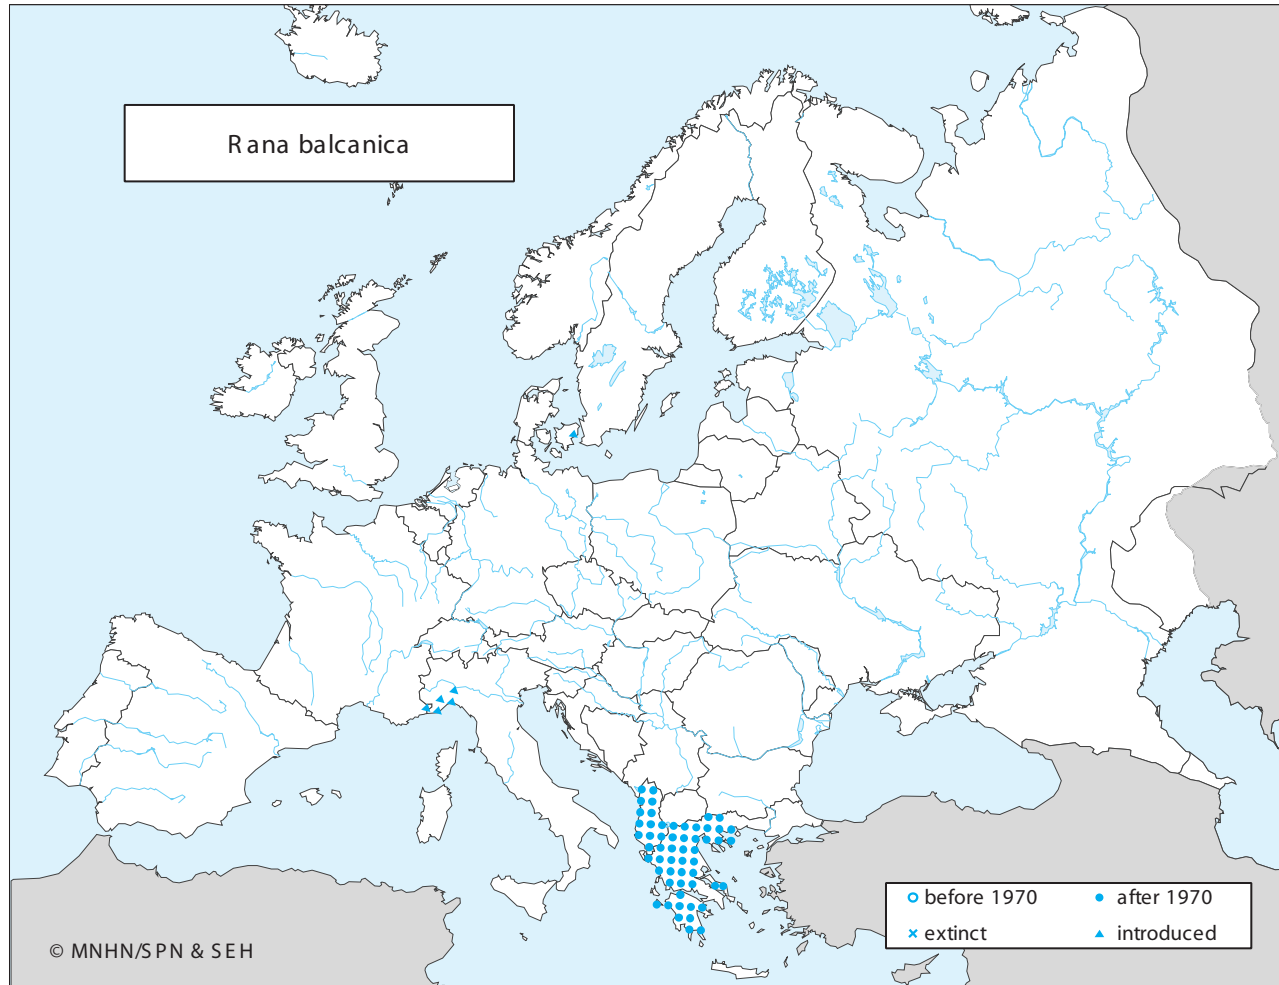 Rana balcanica
before 1970
after 1970
extinct
introduced
© MNHN/SPN & SEH